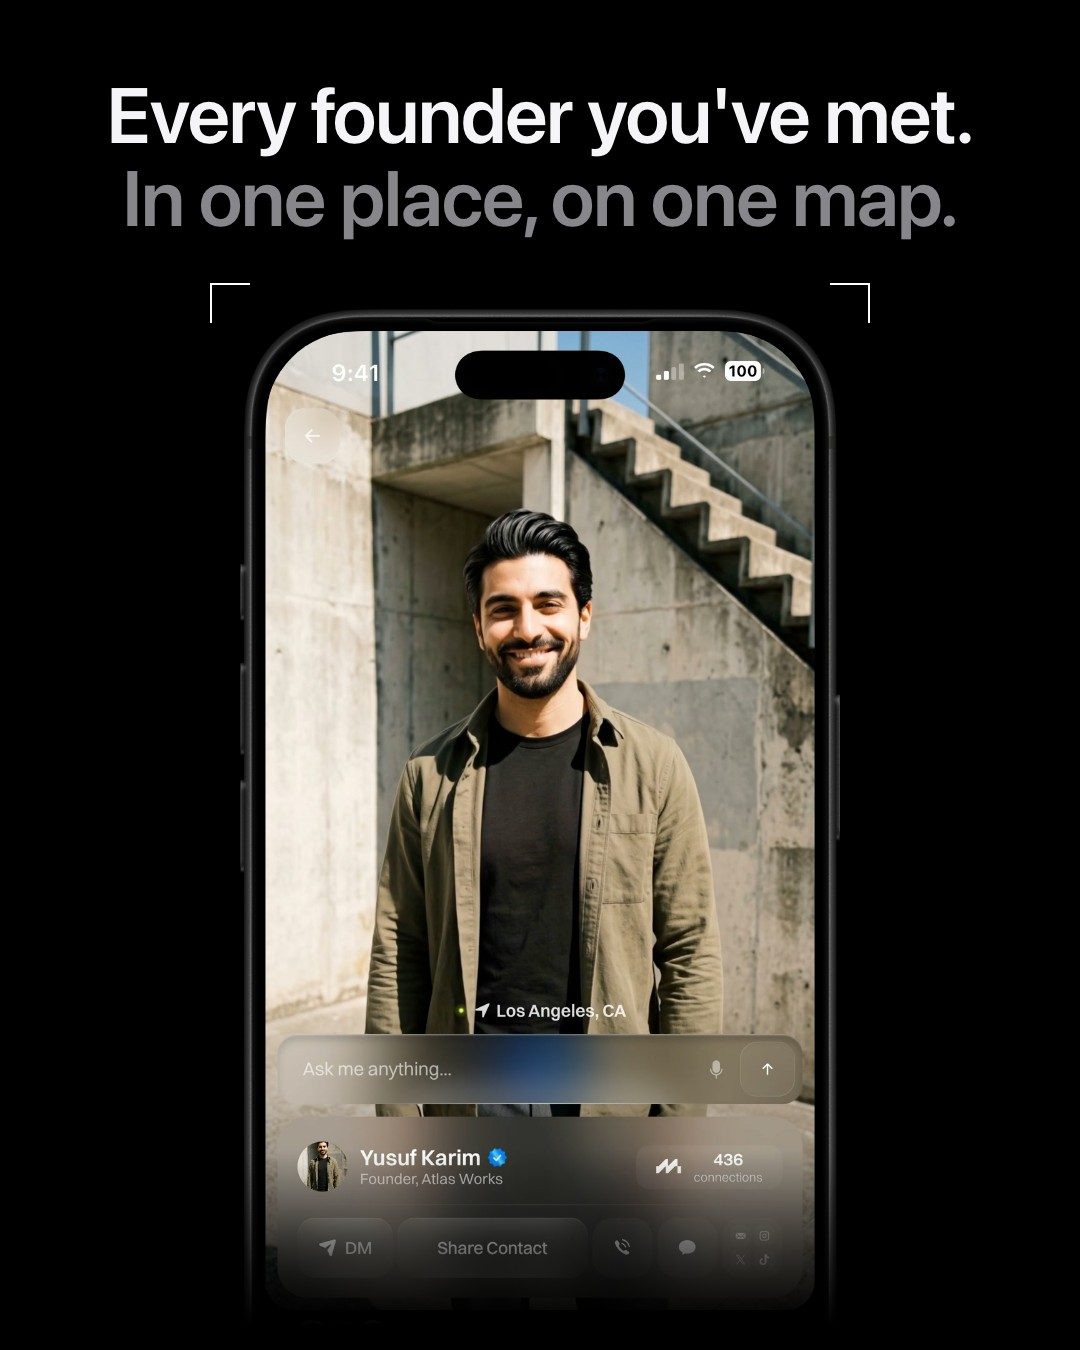 Every founder you've met.
In one place, on one map.
9:41
100
Los Angeles, CA
Ask me anything...
Yusuf Karim
Founder, Atlas Works
436
connections
DM
Share Contact